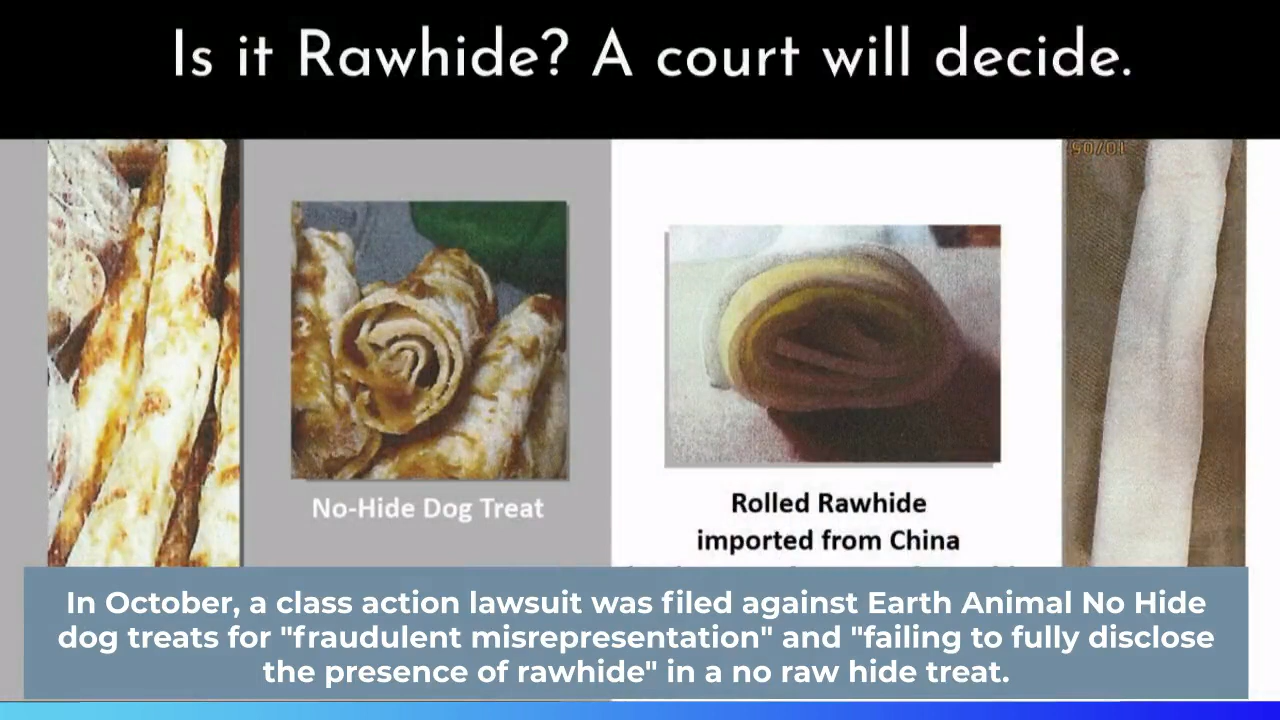 Is it Rawhide? A court will decide.
No-Hide Dog Treat
Rolled Rawhide
imported from China
In October, a class action lawsuit was filed against Earth Animal No Hide
dog treats for "fraudulent misrepresentation" and "failing to fully disclose
the presence of rawhide" in a no raw hide treat.